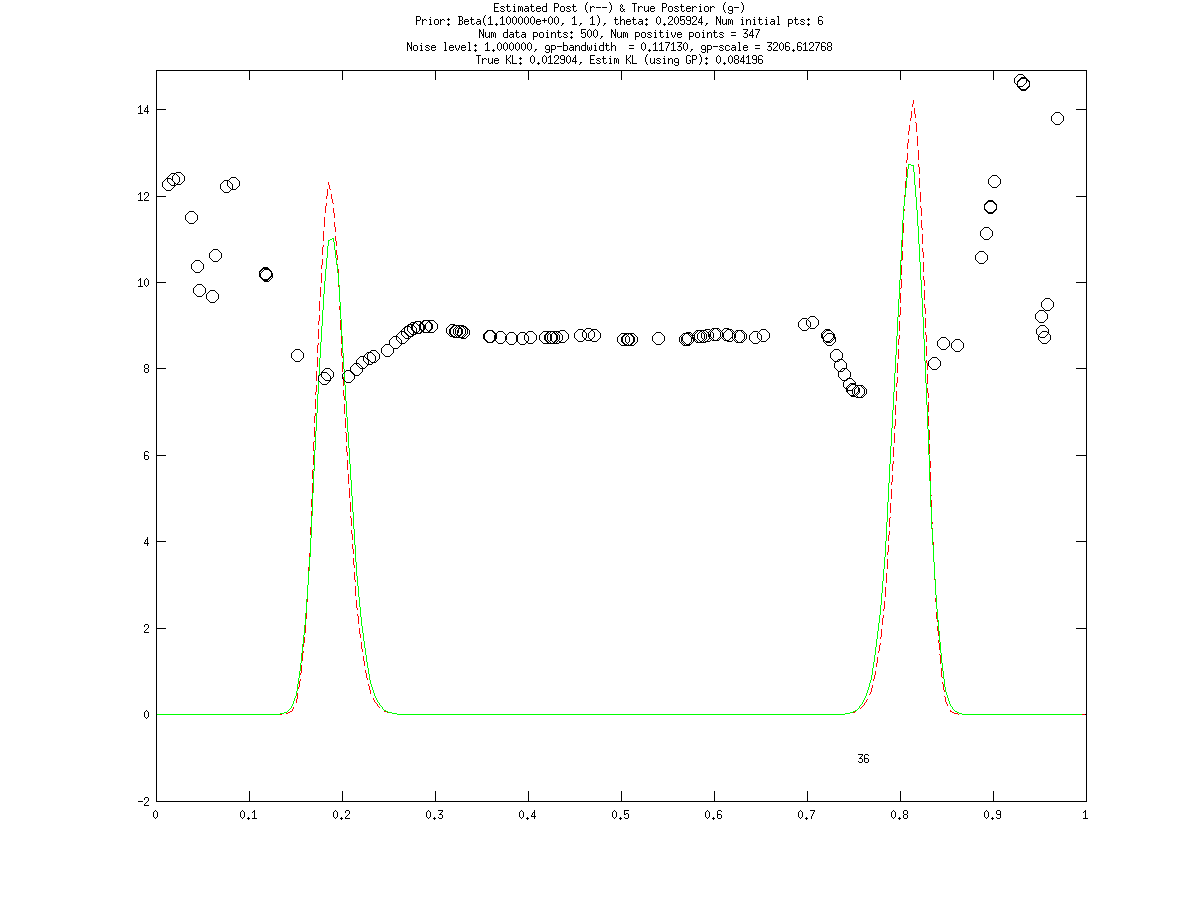 Estimated Post (r--) & True Posterior (g-)
Prior: Beta(1.100000e+00, 1, 1), theta: 0.205924, Num initial pts: 6
Num data points: 500, Num positive points = 347
Noise level: 1.000000, gp-bandwidth  = 0.117130, gp-scale = 3206.612768
True KL: 0.012904, Estim KL (using GP): 0.084196
14
12
10
8
6
4
2
0
-2
36
0 0.1 0.2 0.3 0.4 0.5 0.6 0.7 0.8 0.9 1